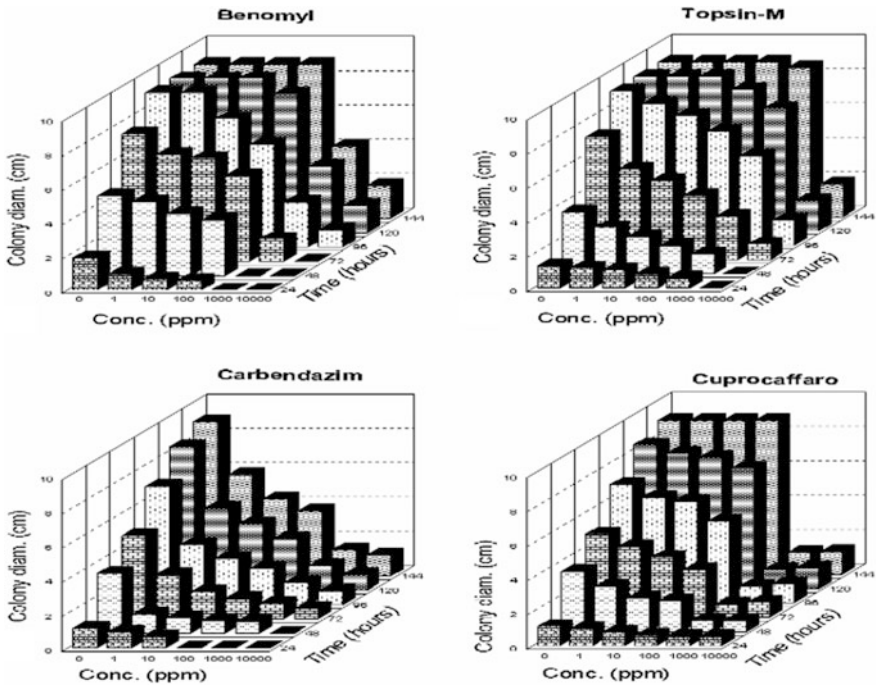 Benomyl
10
8
6
4
2
0
Colony diam. (cm)
0 1 10 100 1000 10000
Conc. (ppm)
24 48 72 96 120 144
Time (hours)
Topsin-M
10
8
6
4
2
0
Colony diam. (cm)
0 1 10 100 1000 10000
Conc. (ppm)
24 48 72 96 120 144
Time (hours)
Carbendazim
10
8
6
4
2
0
Colony diam. (cm)
0 1 10 100 1000 10000
Conc. (ppm)
24 48 72 96 120 144
Time (hours)
Cuprocaffaro
10
8
6
4
2
0
Colony diam. (cm)
0 1 10 100 1000 10000
Conc. (ppm)
24 48 72 96 120 144
Time (hours)